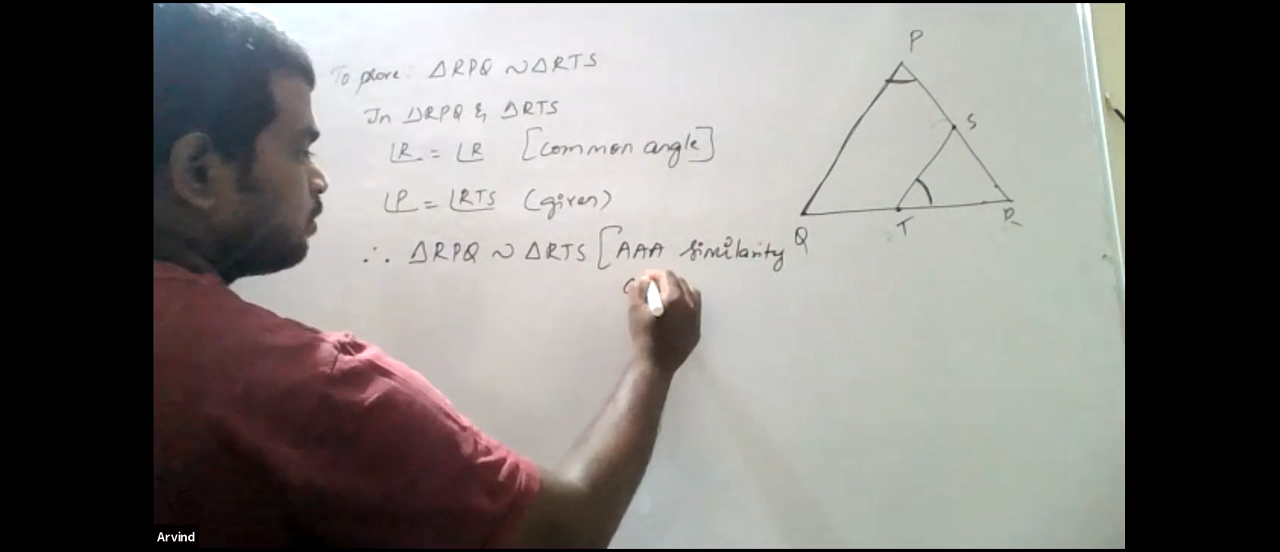 To prove: ΔRPQ ~ ΔRTS
In ΔRPQ & ΔRTS
∠R = ∠R [common angle]
∠P = ∠RTS (given)
∴ ΔRPQ ~ ΔRTS [AAA similarity
P
S
Q
T
R
Arvind